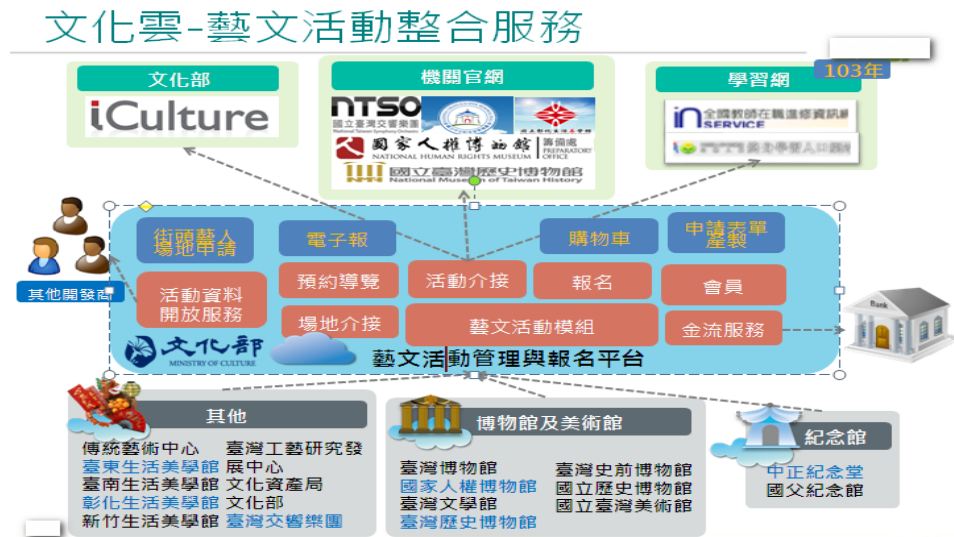 文化雲-藝文活動整合服務
103年
文化部
iCulture
機關官網
NTSO
國立臺灣交響樂團
National Taiwan Symphony Orchestra
國家人權博物館 籌備處
NATIONAL HUMAN RIGHTS MUSEUM PREPARATORY OFFICE
國立臺灣歷史博物館
National Museum of Taiwan History
學習網
in 全國教師在職進修資訊網
SERVICE
其他開發商
街頭藝人
場地申請
電子報
購物車
申請表單
產製
活動資料
開放服務
預約導覽
活動介接
報名
會員
場地介接
藝文活動模組
金流服務
文化部
MINISTRY OF CULTURE
藝文活動管理與報名平台
Bank
其他
傳統藝術中心
臺東生活美學館
臺南生活美學館
彰化生活美學館
新竹生活美學館
臺灣工藝研究發
展中心
文化資產局
文化部
臺灣交響樂團
博物館及美術館
臺灣博物館
國家人權博物館
臺灣文學館
臺灣歷史博物館
臺灣史前博物館
國立歷史博物館
國立臺灣美術館
紀念館
中正紀念堂
國父紀念館